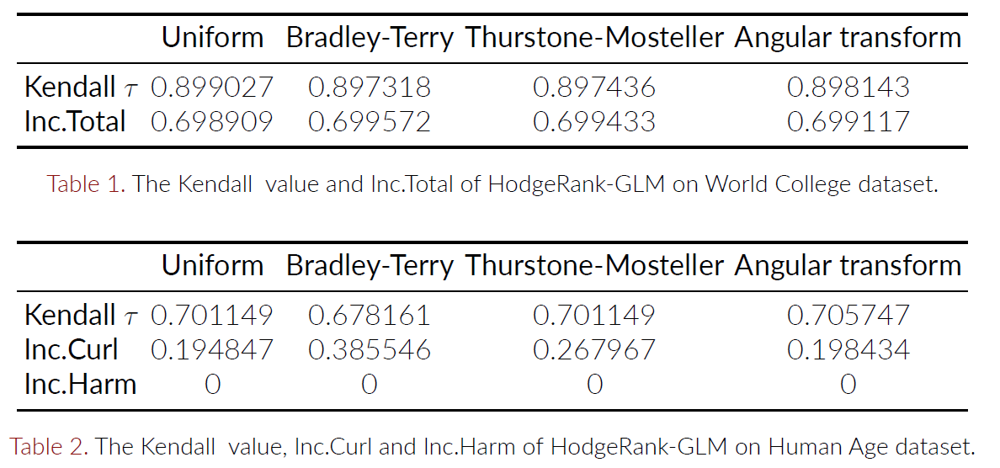 Uniform Bradley-Terry Thurstone-Mosteller Angular transform
Kendall τ 0.899027 0.897318 0.897436 0.898143
Inc.Total 0.698909 0.699572 0.699433 0.699117
Table 1. The Kendall value and Inc.Total of HodgeRank-GLM on World College dataset.
Uniform Bradley-Terry Thurstone-Mosteller Angular transform
Kendall τ 0.701149 0.678161 0.701149 0.705747
Inc.Curl 0.194847 0.385546 0.267967 0.198434
Inc.Harm 0 0 0 0
Table 2. The Kendall value, Inc.Curl and Inc.Harm of HodgeRank-GLM on Human Age dataset.